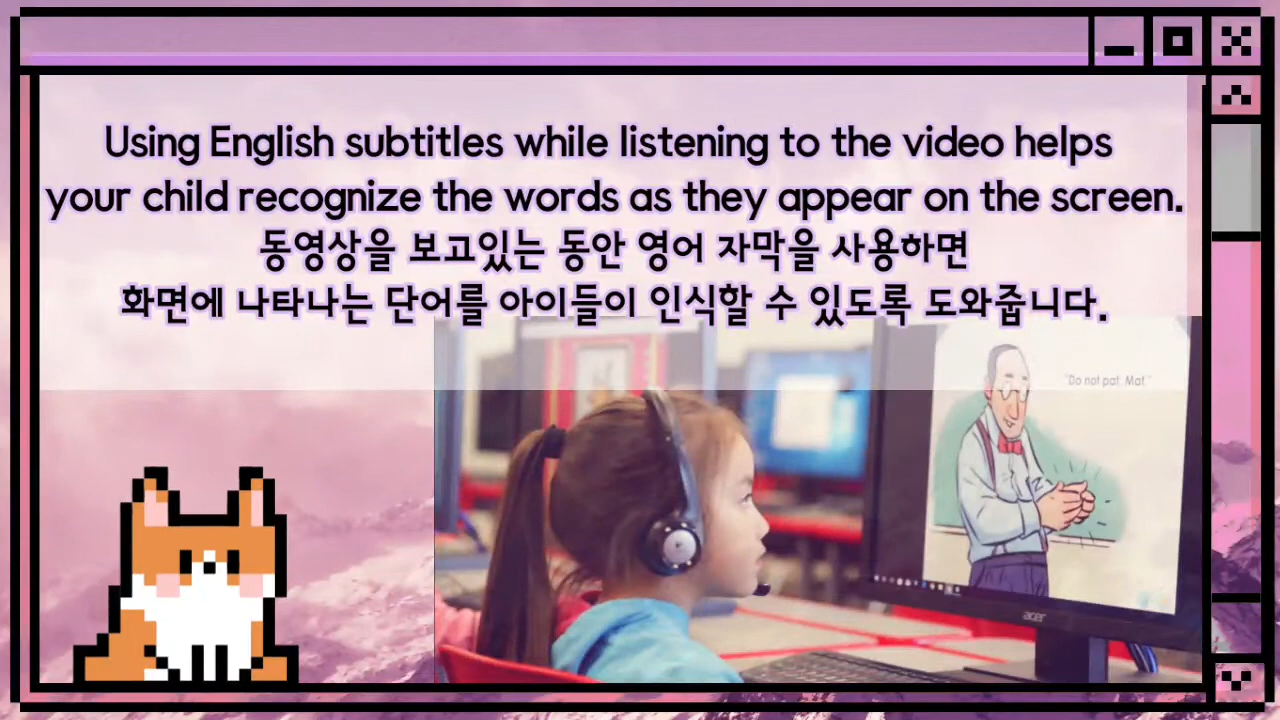 Using English subtitles while listening to the video helps
your child recognize the words as they appear on the screen.
동영상을 보고있는 동안 영어 자막을 사용하면
화면에 나타나는 단어를 아이들이 인식할 수 있도록 도와줍니다.
"Do not pat, Mat."
acer